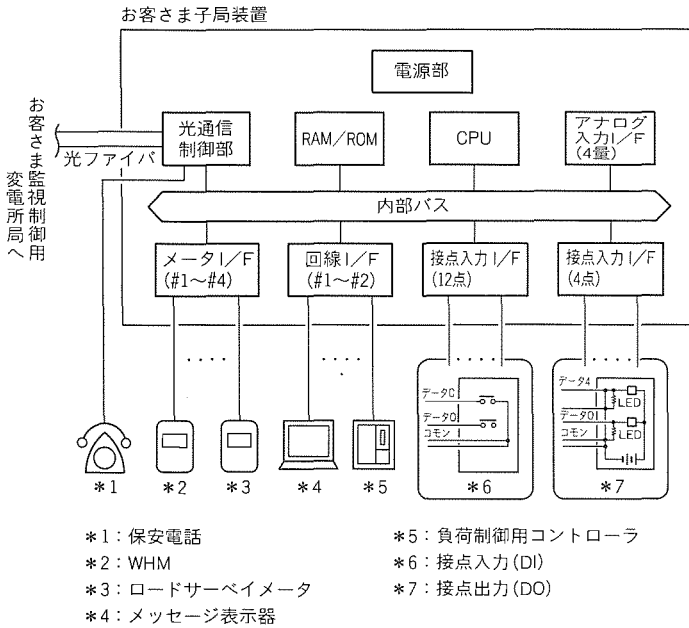 お客さま子局装置
電源部
お客さま監視制御用
変電所局へ
光ファイバ
光通信
制御部
RAM/ROM
CPU
アナログ
入力I/F
(4量)
内部バス
メータI/F
(#1~#4)
回線I/F
(#1~#2)
接点入力I/F
(12点)
接点入力I/F
(4点)
データC
データ0
コモン
データ4
LED
データ0
LED
コモン
*1
*2
*3
*4
*5
*6
*7
*1:保安電話
*2:WHM
*3:ロードサーベイメータ
*4:メッセージ表示器
*5:負荷制御用コントローラ
*6:接点入力(DI)
*7:接点出力(DO)